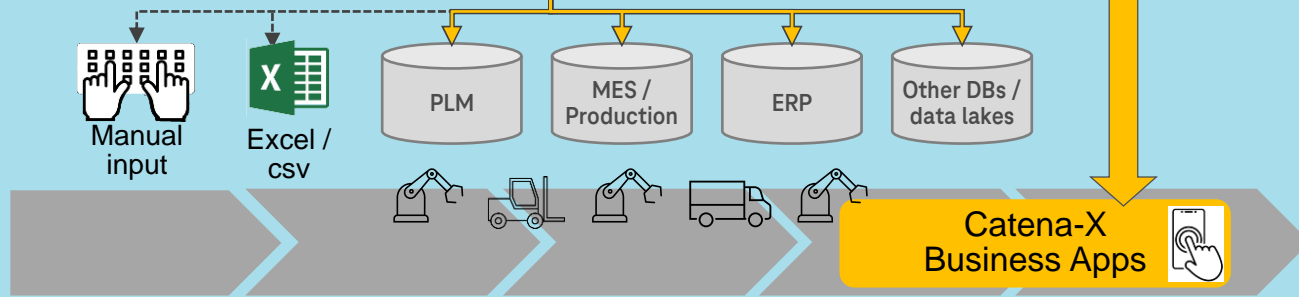 X
Manual
input
Excel /
csv
PLM
MES /
Production
ERP
Other DBs /
data lakes
Catena-X
Business Apps